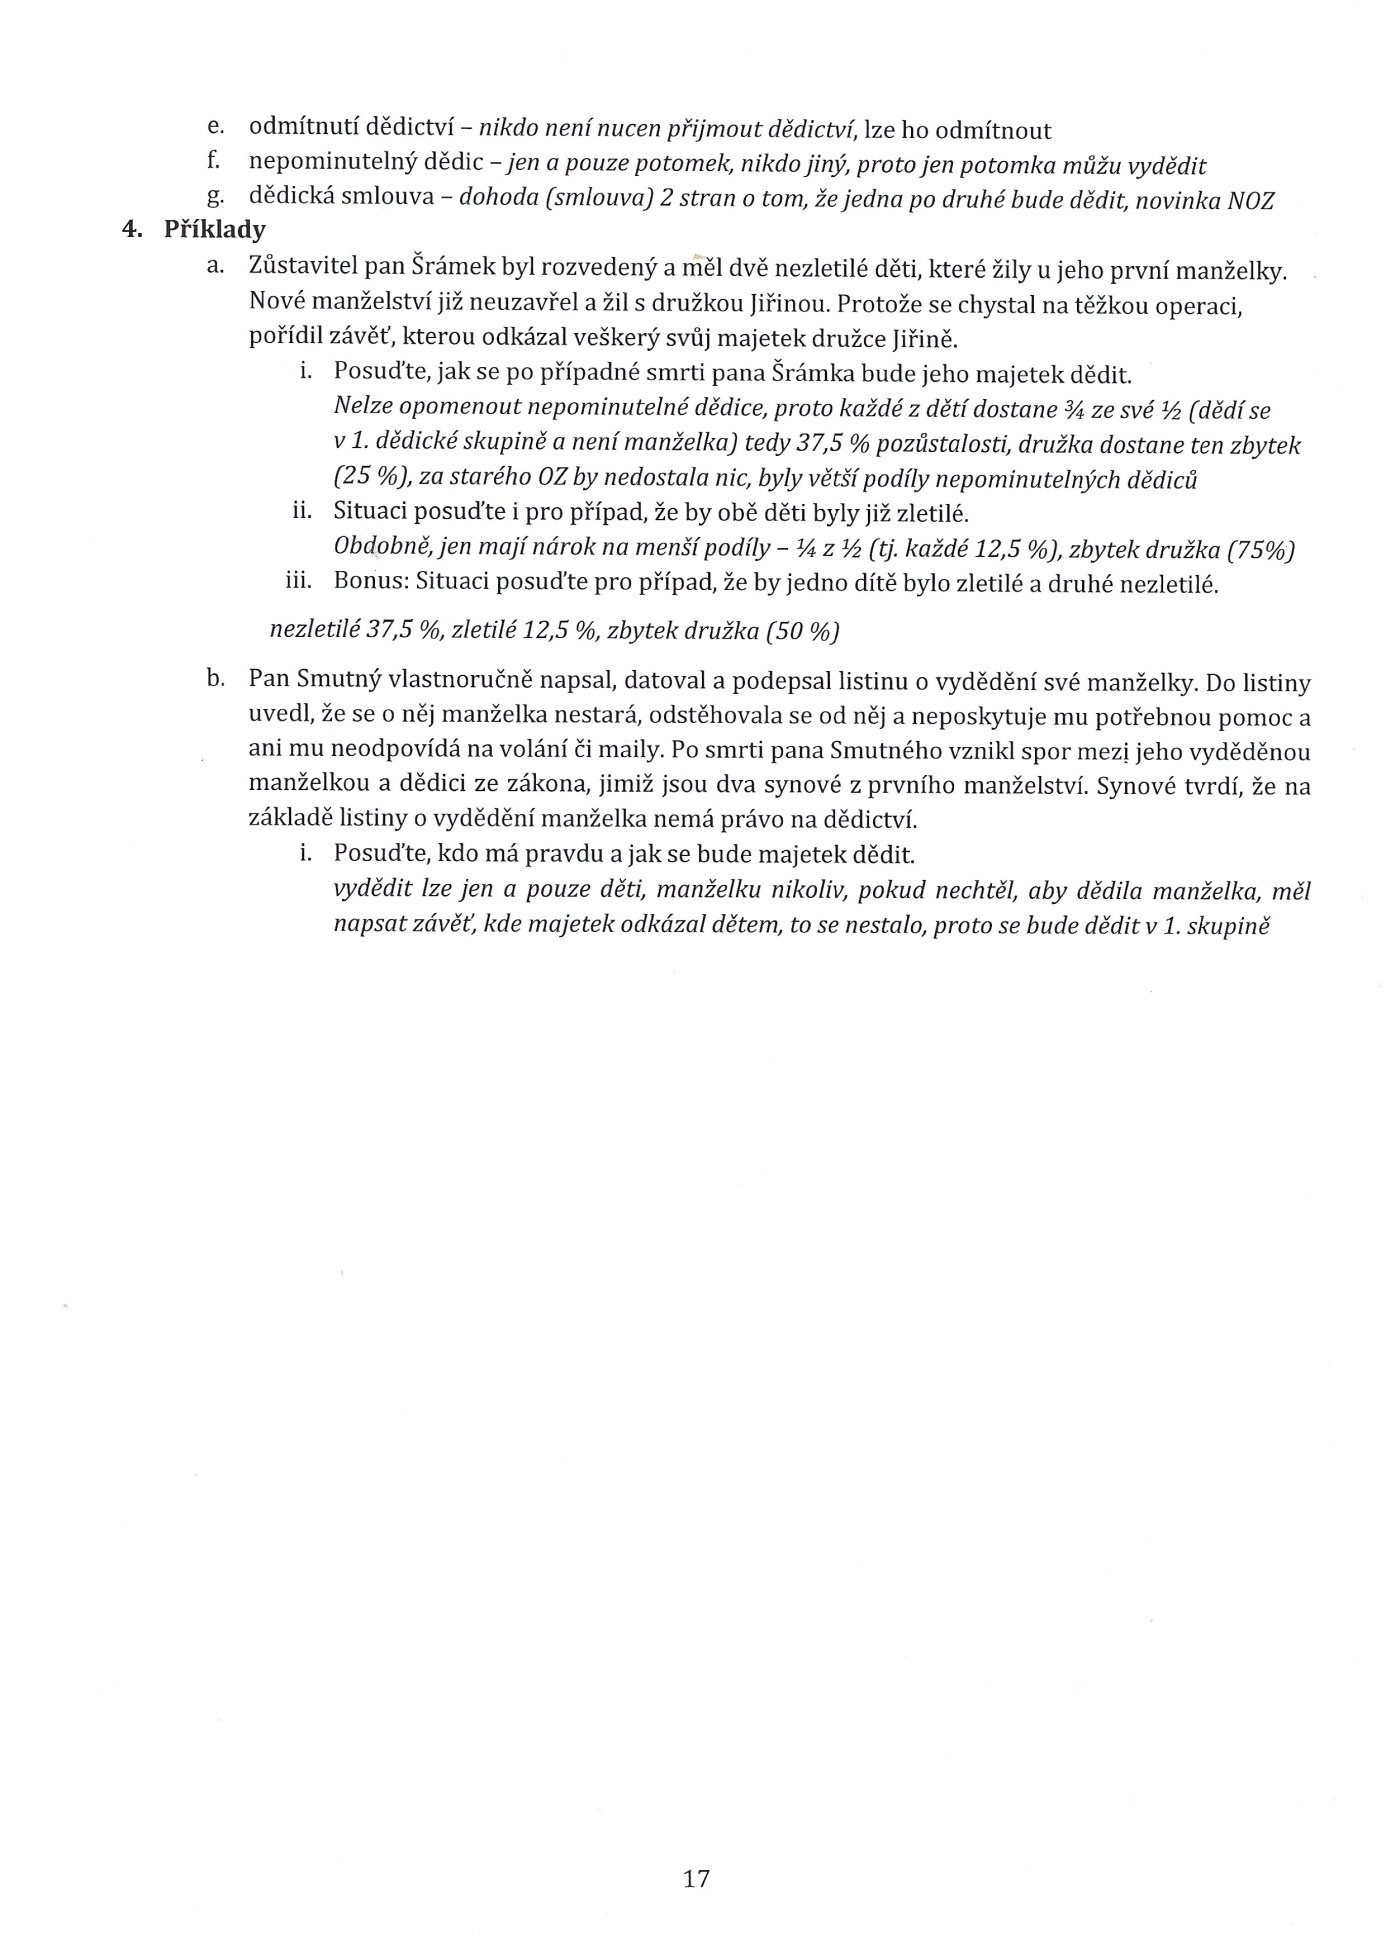 e. odmítnutí dědictví – nikdo není nucen přijmout dědictví, lze ho odmítnout
f. nepominutelný dědic – jen a pouze potomek, nikdo jiný, proto jen potomka můžu vydědit
g. dědická smlouva – dohoda (smlouva) 2 stran o tom, že jedna po druhé bude dědit, novinka NOZ
4. Příklady
a. Zůstavitel pan Šrámek byl rozvedený a měl dvě nezletilé děti, které žily u jeho první manželky.
Nové manželství již neuzavřel a žil s družkou Jiřinou. Protože se chystal na těžkou operaci,
pořídil závěť, kterou odkázal veškerý svůj majetek družce Jiřině.
i. Posuďte, jak se po případné smrti pana Šrámka bude jeho majetek dědit.
Nelze opomenout nepominutelné dědice, proto každé z dětí dostane ¾ ze své ½ (dědí se
v 1. dědické skupině a není manželka) tedy 37,5 % pozůstalosti, družka dostane ten zbytek
(25 %), za starého OZ by nedostala nic, byly větší podíly nepominutelných dědiců
ii. Situaci posuďte i pro případ, že by obě děti byly již zletilé.
Obdobně, jen mají nárok na menší podíly – ¼ z ½ (tj. každé 12,5 %), zbytek družka (75%)
iii. Bonus: Situaci posuďte pro případ, že by jedno dítě bylo zletilé a druhé nezletilé.
nezletilé 37,5 %, zletilé 12,5 %, zbytek družka (50 %)
b. Pan Smutný vlastnoručně napsal, datoval a podepsal listinu o vydědění své manželky. Do listiny
uvedl, že se o něj manželka nestará, odstěhovala se od něj a neposkytuje mu potřebnou pomoc a
ani mu neodpovídá na volání či maily. Po smrti pana Smutného vznikl spor mezi jeho vyděděnou
manželkou a dědici ze zákona, jimiž jsou dva synové z prvního manželství. Synové tvrdí, že na
základě listiny o vydědění manželka nemá právo na dědictví.
i. Posuďte, kdo má pravdu a jak se bude majetek dědit.
vydědit lze jen a pouze děti, manželku nikoliv, pokud nechtěl, aby dědila manželka, měl
napsat závěť, kde majetek odkázal dětem, to se nestalo, proto se bude dědit v 1. skupině
17